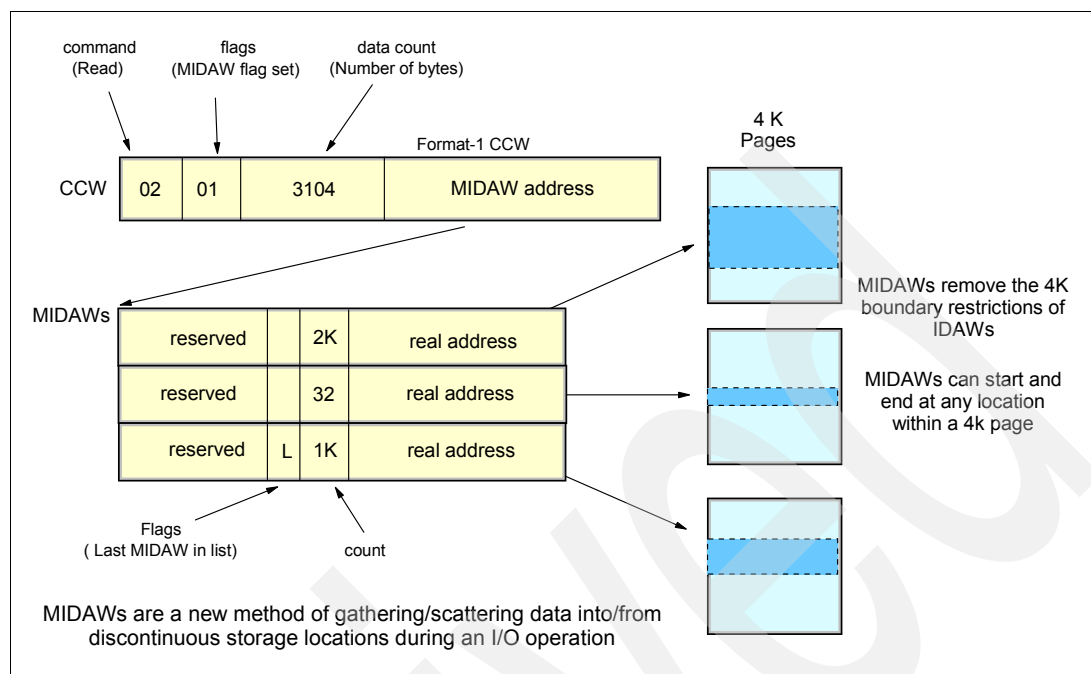 command
(Read)
flags
(MIDAW flag set)
data count
(Number of bytes)
Format-1 CCW
CCW
02
01
3104
MIDAW address
4 K
Pages
MIDAWs
reserved
2K
real address
reserved
32
real address
reserved
L
1K
real address
Flags
( Last MIDAW in list)
count
MIDAWs remove the 4K
boundary restrictions of
IDAWs
MIDAWs can start and
end at any location
within a 4k page
MIDAWs are a new method of gathering/scattering data into/from
discontinuous storage locations during an I/O operation